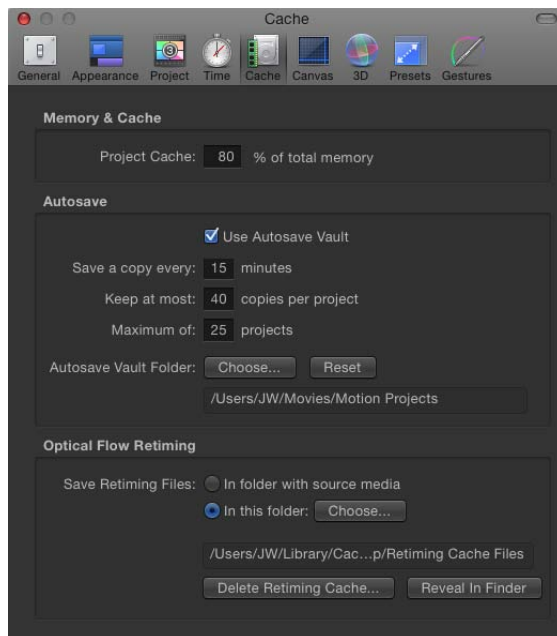 Cache
General Appearance Project Time Cache Canvas 3D Presets Gestures
Memory & Cache
Project Cache: 80 % of total memory
Autosave
Use Autosave Vault
Save a copy every: 15 minutes
Keep at most: 40 copies per project
Maximum of: 25 projects
Autosave Vault Folder: Choose... Reset
/Users/JW/Movies/Motion Projects
Optical Flow Retiming
Save Retiming Files: In folder with source media
In this folder: Choose...
/Users/JW/Library/Cac...p/Retiming Cache Files
Delete Retiming Cache... Reveal In Finder